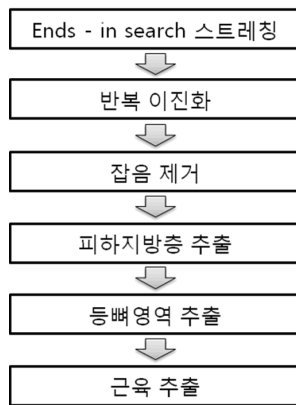 Ends - in search 스트레칭
반복 이진화
잡음 제거
피하지방층 추출
등뼈영역 추출
근육 추출